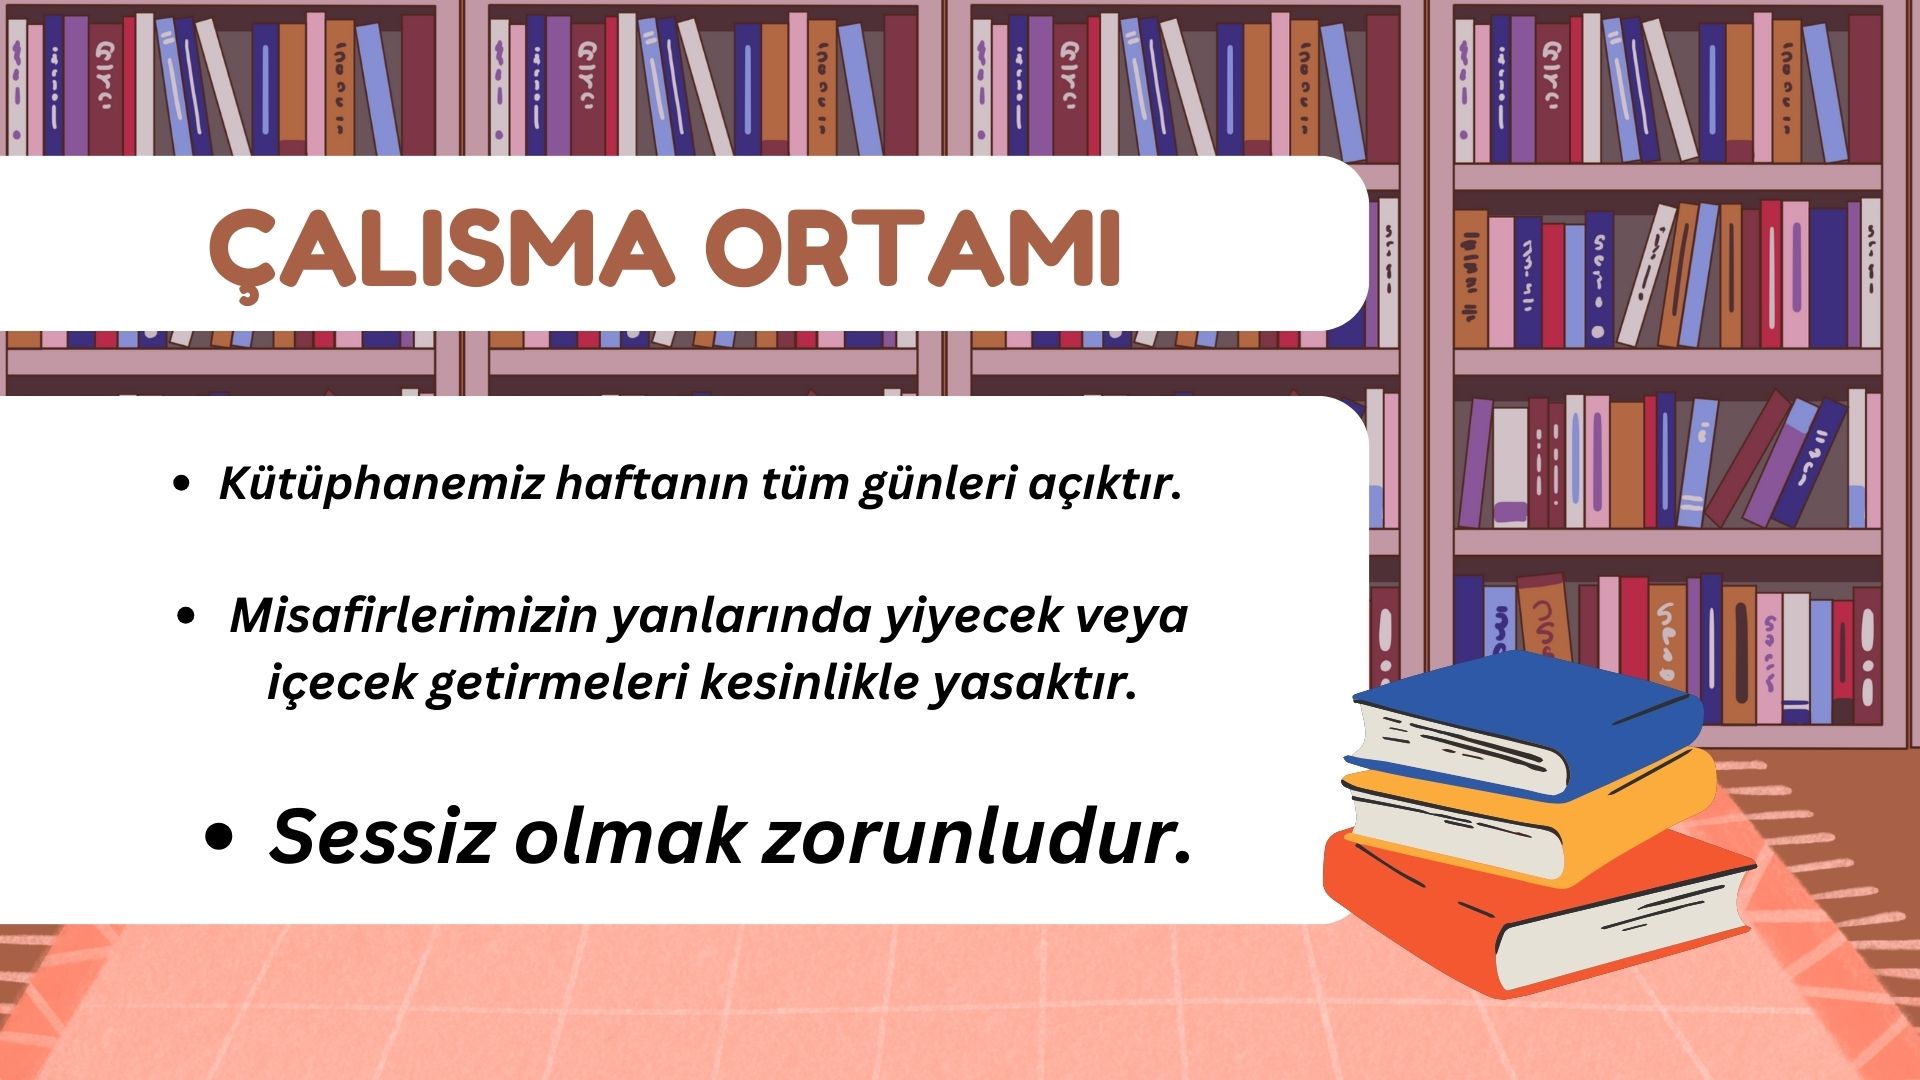 ÇALISMA ORTAMI
• Kütüphanemiz haftanın tüm günleri açıktır.
• Misafirlerimizin yanlarında yiyecek veya
içecek getirmeleri kesinlikle yasaktır.
• Sessiz olmak zorunludur.